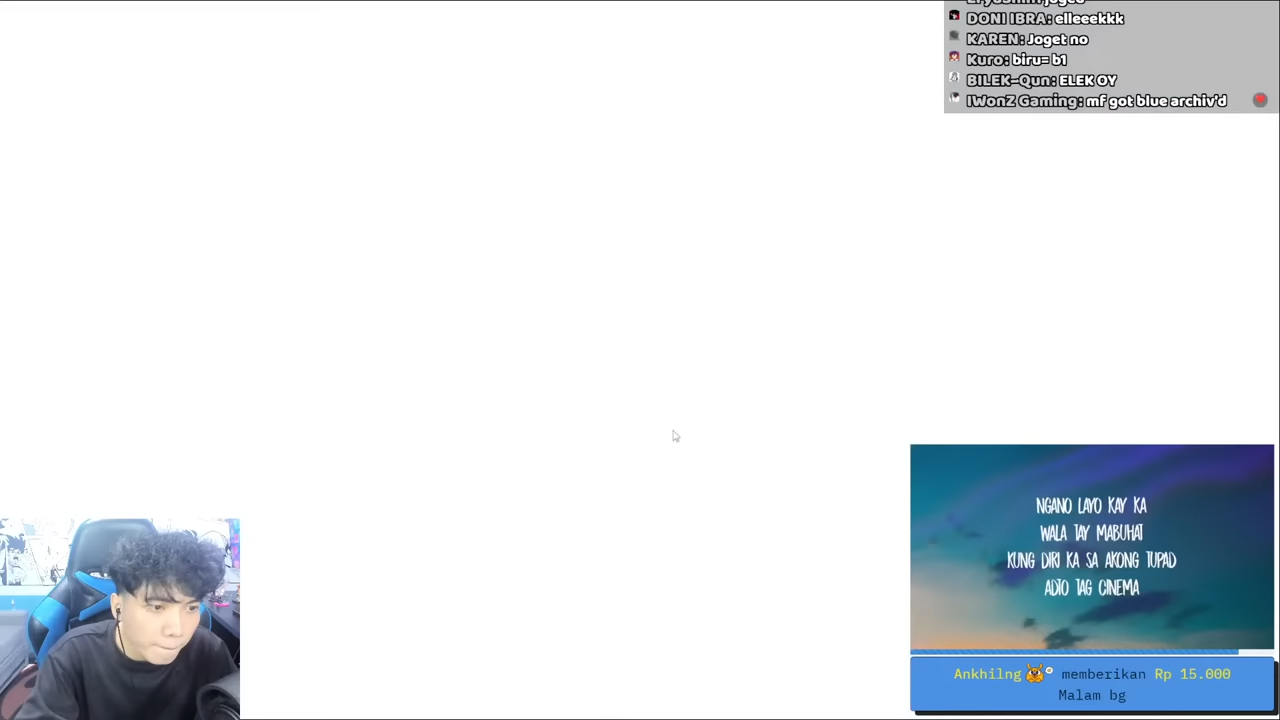 DONI IBRA: elleeekkk
KAREN: Joget no
Kuro: biru= b1
BILEK-Qun: ELEK OY
IWonZ Gaming: mf got blue archiv'd
NGANO LAYO KAY KA
WALA TAY MABUHAT
KUNG DIRI KA SA AKONG TUPAD
ADTO TAG CINEMA
Ankhilng memberikan Rp 15.000
Malam bg